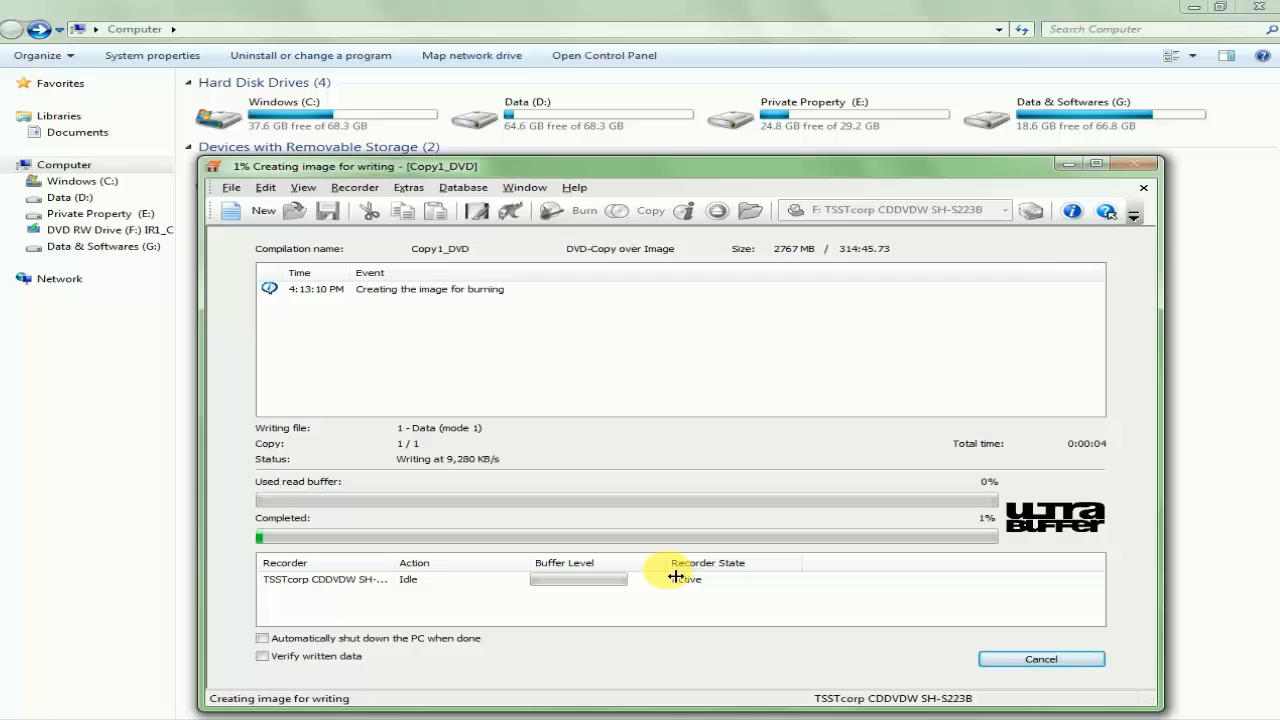 Computer
Search Computer
Organize System properties Uninstall or change a program Map network drive Open Control Panel
Favorites
Libraries
Documents
Computer
Windows (C:)
Data (D:)
Private Property (E:)
DVD RW Drive (F:) IR1_C
Data & Softwares (G:)
Network
Hard Disk Drives (4)
Windows (C:)
37.6 GB free of 68.3 GB
Data (D:)
64.6 GB free of 68.3 GB
Private Property (E:)
24.8 GB free of 29.2 GB
Data & Softwares (G:)
18.6 GB free of 66.8 GB
Devices with Removable Storage (2)
1% Creating image for writing - [Copy1_DVD]
File Edit View Recorder Extras Database Window Help
New Burn Copy F: TSSTcorp CDDVDW SH-S223B
Compilation name: Copy1_DVD DVD-Copy over Image Size: 2767 MB / 314:45.73
Time Event
4:13:10 PM Creating the image for burning
Writing file: 1 - Data (mode 1)
Copy: 1 / 1 Total time: 0:00:04
Status: Writing at 9,280 KB/s
Used read buffer: 0%
Completed: 1%
ULTRA
BUFFER
Recorder Action Buffer Level Recorder State
TSSTcorp CDDVDW SH-... Idle Active
Automatically shut down the PC when done
Verify written data
Cancel
Creating image for writing TSSTcorp CDDVDW SH-S223B